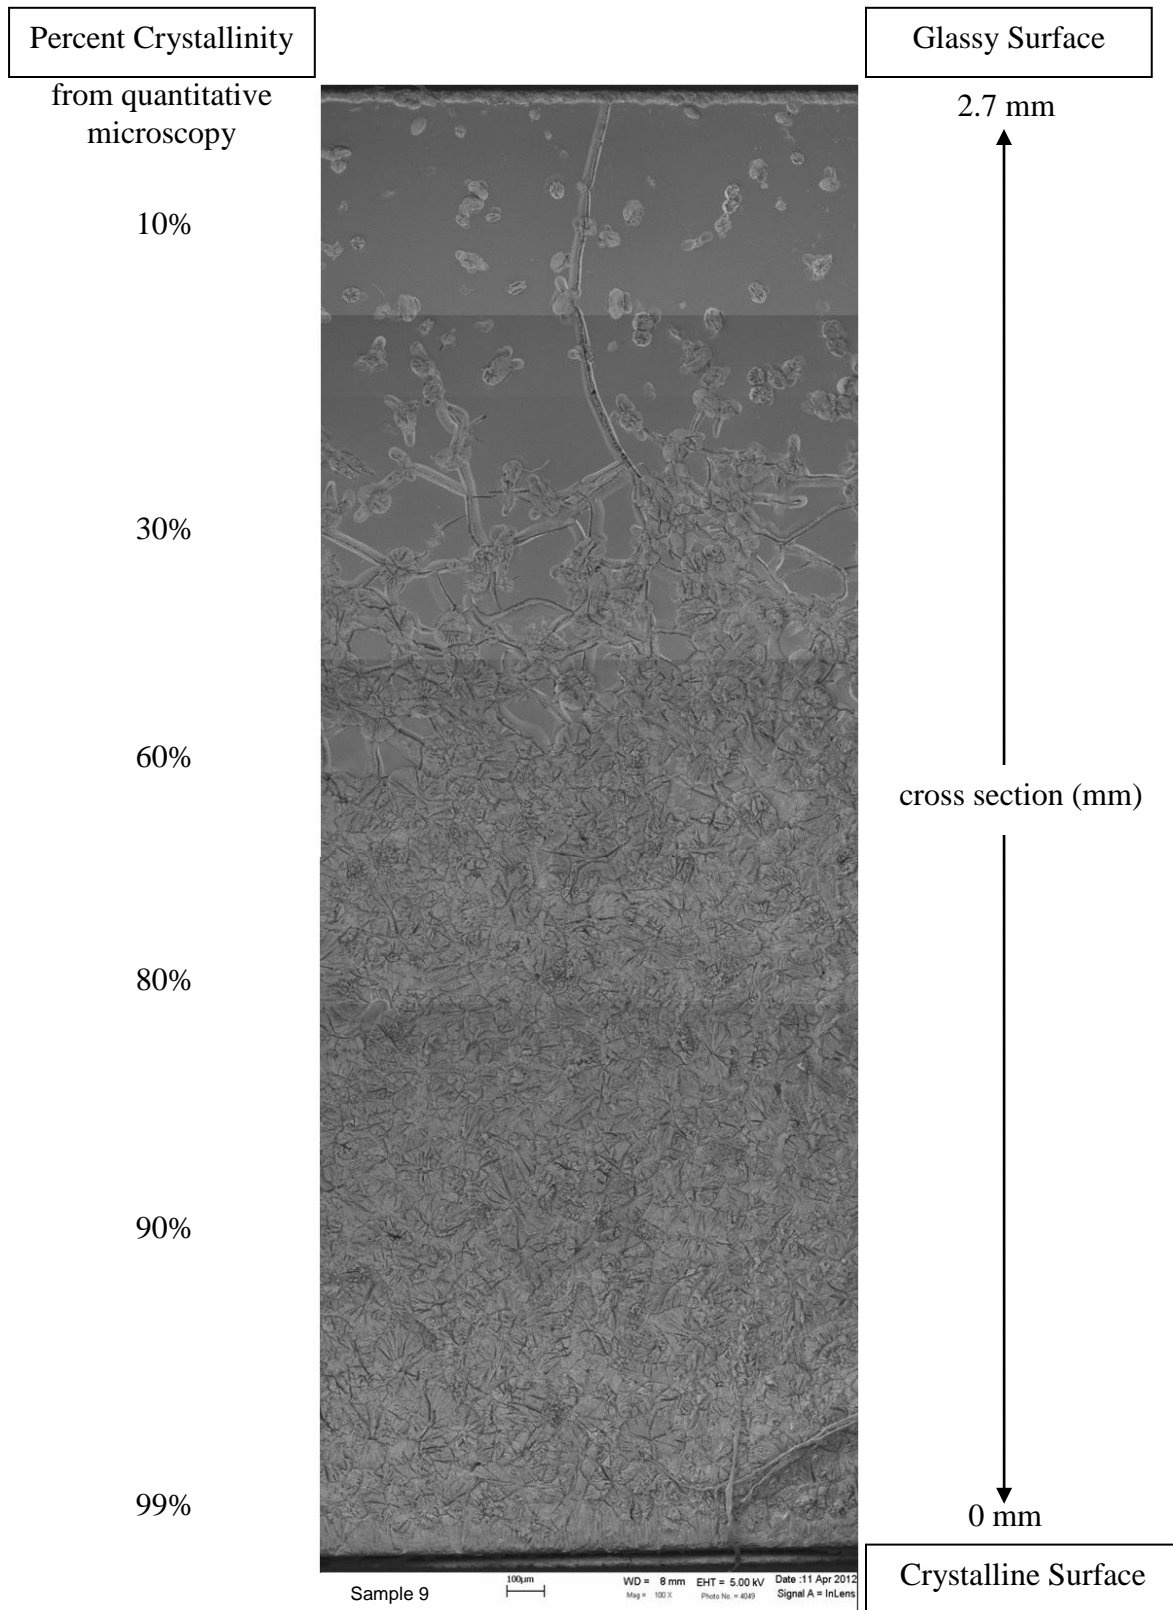 Percent Crystallinity
from quantitative
microscopy
10%
30%
60%
80%
90%
99%
Glassy Surface
2.7 mm
cross section (mm)
0 mm
Crystalline Surface
Sample 9
100µm
WD = 8 mm EHT = 5.00 kV Date :11 Apr 2012
Mag = 100 X Photo No. = 4049 Signal A = InLens